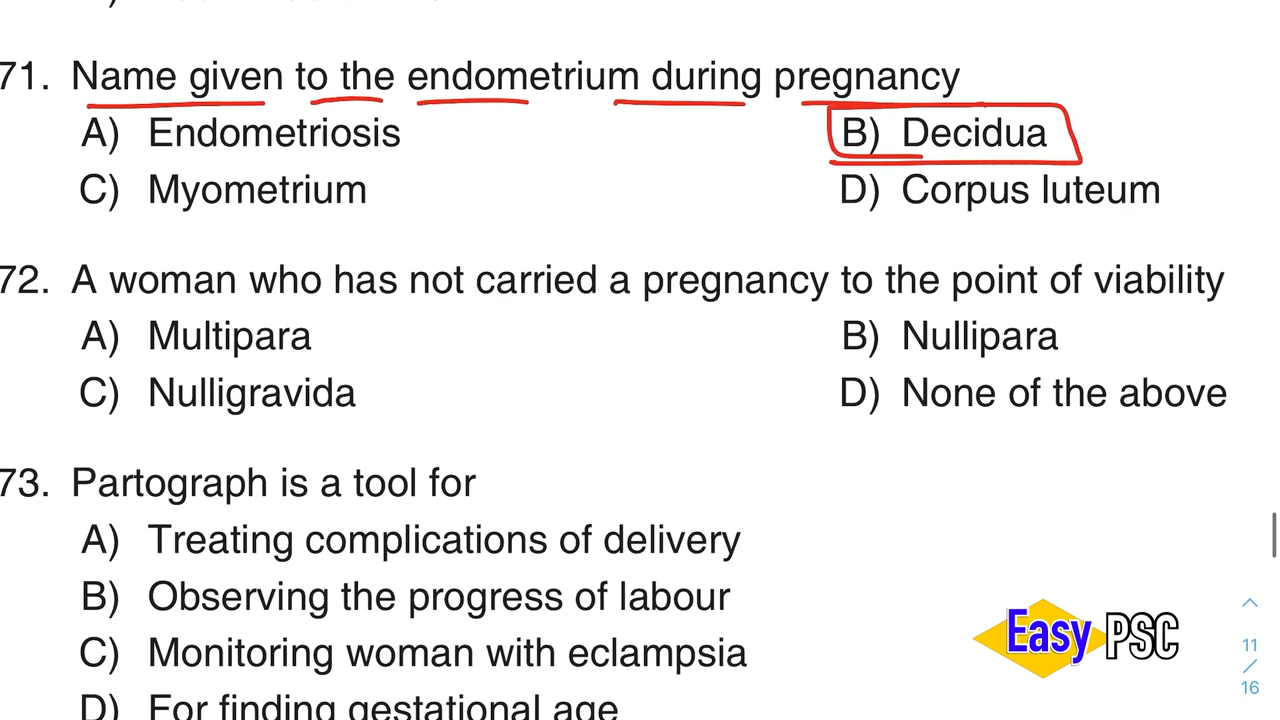 71. Name given to the endometrium during pregnancy
A) Endometriosis B) Decidua
C) Myometrium D) Corpus luteum
72. A woman who has not carried a pregnancy to the point of viability
A) Multipara B) Nullipara
C) Nulligravida D) None of the above
73. Partograph is a tool for
A) Treating complications of delivery
B) Observing the progress of labour
C) Monitoring woman with eclampsia
D) For finding gestational age
Easy PSC
11
/
16